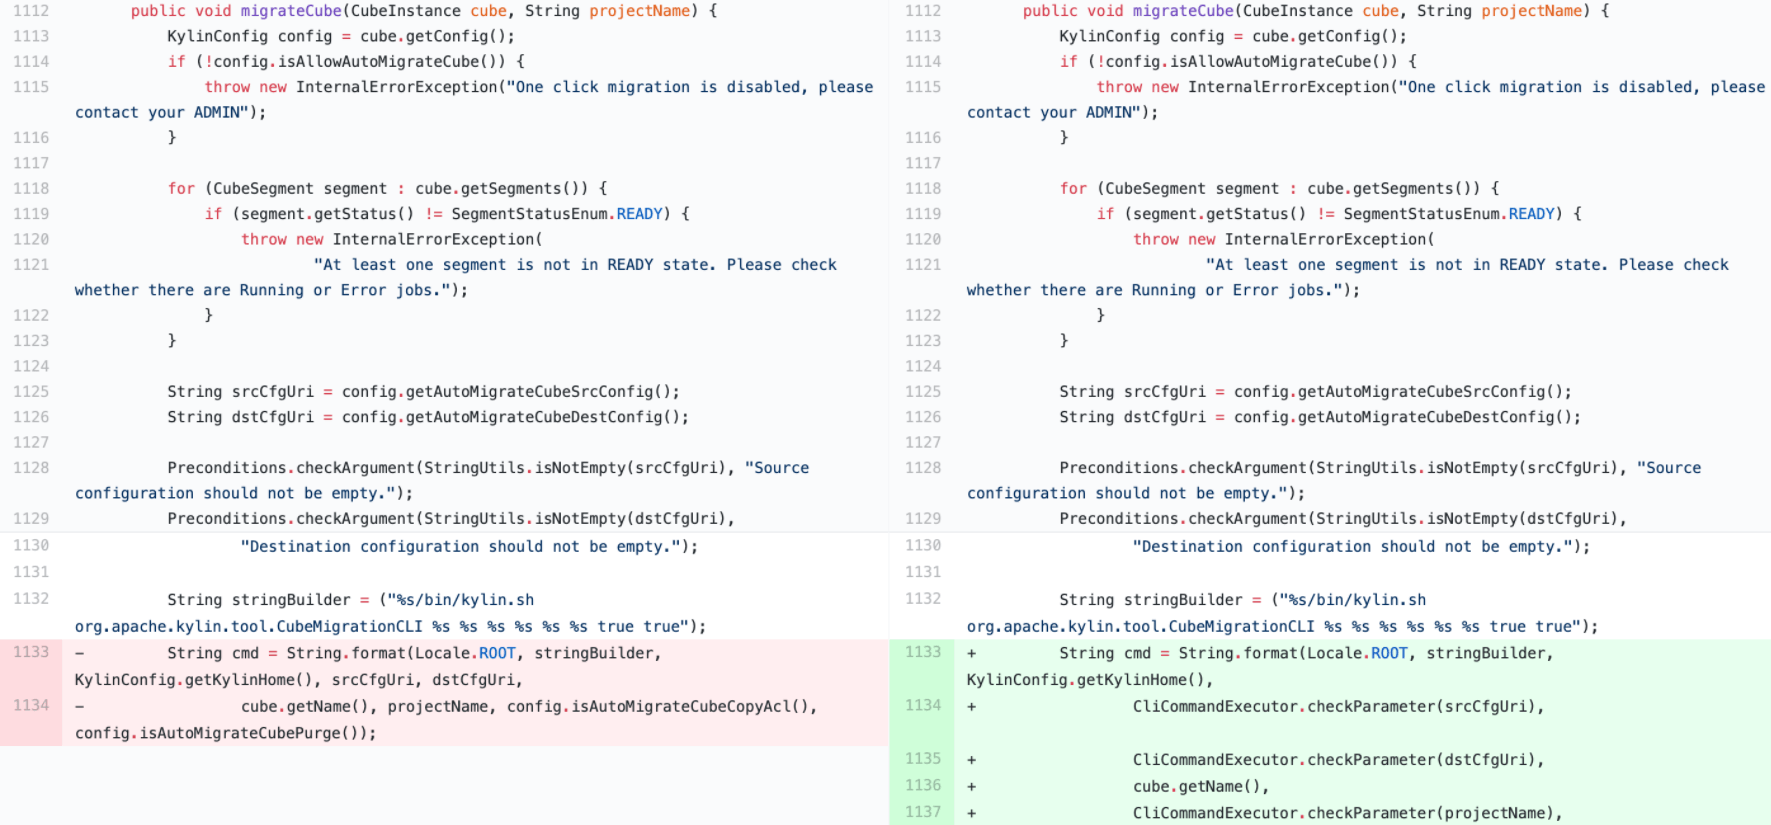 1112 public void migrateCube(CubeInstance cube, String projectName) {
1113 KylinConfig config = cube.getConfig();
1114 if (!config.isAllowAutoMigrateCube()) {
1115 throw new InternalErrorException("One click migration is disabled, please
contact your ADMIN");
1116 }
1117
1118 for (CubeSegment segment : cube.getSegments()) {
1119 if (segment.getStatus() != SegmentStatusEnum.READY) {
1120 throw new InternalErrorException(
1121 "At least one segment is not in READY state. Please check
whether there are Running or Error jobs.");
1122 }
1123 }
1124
1125 String srcCfgUri = config.getAutoMigrateCubeSrcConfig();
1126 String dstCfgUri = config.getAutoMigrateCubeDestConfig();
1127
1128 Preconditions.checkArgument(StringUtils.isNotEmpty(srcCfgUri), "Source
configuration should not be empty.");
1129 Preconditions.checkArgument(StringUtils.isNotEmpty(dstCfgUri),
1130 "Destination configuration should not be empty.");
1131
1132 String stringBuilder = ("%s/bin/kylin.sh
org.apache.kylin.tool.CubeMigrationCLI %s %s %s %s %s %s true true");
1133 - String cmd = String.format(Locale.ROOT, stringBuilder,
KylinConfig.getKylinHome(), srcCfgUri, dstCfgUri,
1134 - cube.getName(), projectName, config.isAutoMigrateCubeCopyAcl(),
config.isAutoMigrateCubePurge());
1112 public void migrateCube(CubeInstance cube, String projectName) {
1113 KylinConfig config = cube.getConfig();
1114 if (!config.isAllowAutoMigrateCube()) {
1115 throw new InternalErrorException("One click migration is disabled, please
contact your ADMIN");
1116 }
1117
1118 for (CubeSegment segment : cube.getSegments()) {
1119 if (segment.getStatus() != SegmentStatusEnum.READY) {
1120 throw new InternalErrorException(
1121 "At least one segment is not in READY state. Please check
whether there are Running or Error jobs.");
1122 }
1123 }
1124
1125 String srcCfgUri = config.getAutoMigrateCubeSrcConfig();
1126 String dstCfgUri = config.getAutoMigrateCubeDestConfig();
1127
1128 Preconditions.checkArgument(StringUtils.isNotEmpty(srcCfgUri), "Source
configuration should not be empty.");
1129 Preconditions.checkArgument(StringUtils.isNotEmpty(dstCfgUri),
1130 "Destination configuration should not be empty.");
1131
1132 String stringBuilder = ("%s/bin/kylin.sh
org.apache.kylin.tool.CubeMigrationCLI %s %s %s %s %s %s true true");
1133 + String cmd = String.format(Locale.ROOT, stringBuilder,
KylinConfig.getKylinHome(),
1134 + CliCommandExecutor.checkParameter(srcCfgUri),
1135 + CliCommandExecutor.checkParameter(dstCfgUri),
1136 + cube.getName(),
1137 + CliCommandExecutor.checkParameter(projectName),